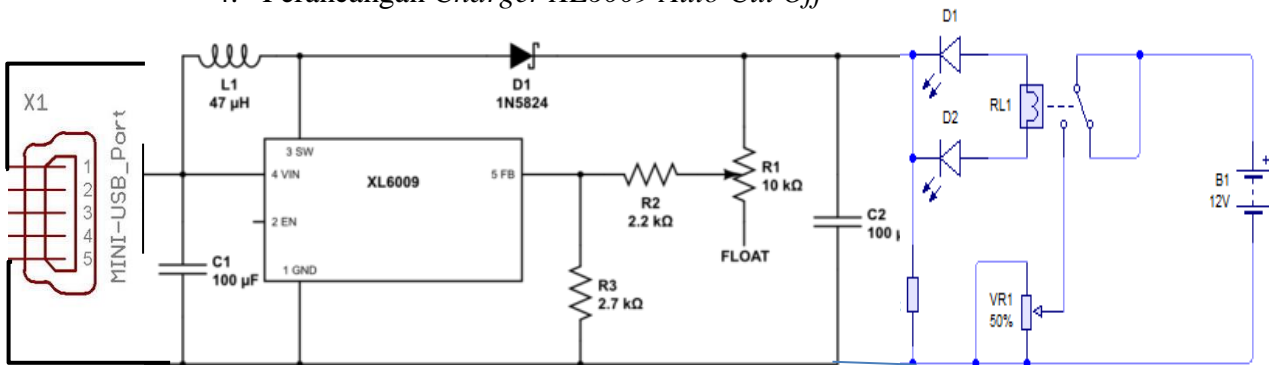 4. Perancangan Charger XL6009 Auto Cut Off
X1
MINI-USB_Port
1
2
3
4
5
L1
47 µH
D1
1N5824
3 SW
4 VIN
XL6009
5 FB
2 EN
1 GND
C1
100 µF
R2
2.2 kΩ
R1
10 kΩ
FLOAT
R3
2.7 kΩ
C2
100
D1
D2
RL1
VR1
50%
B1
12V